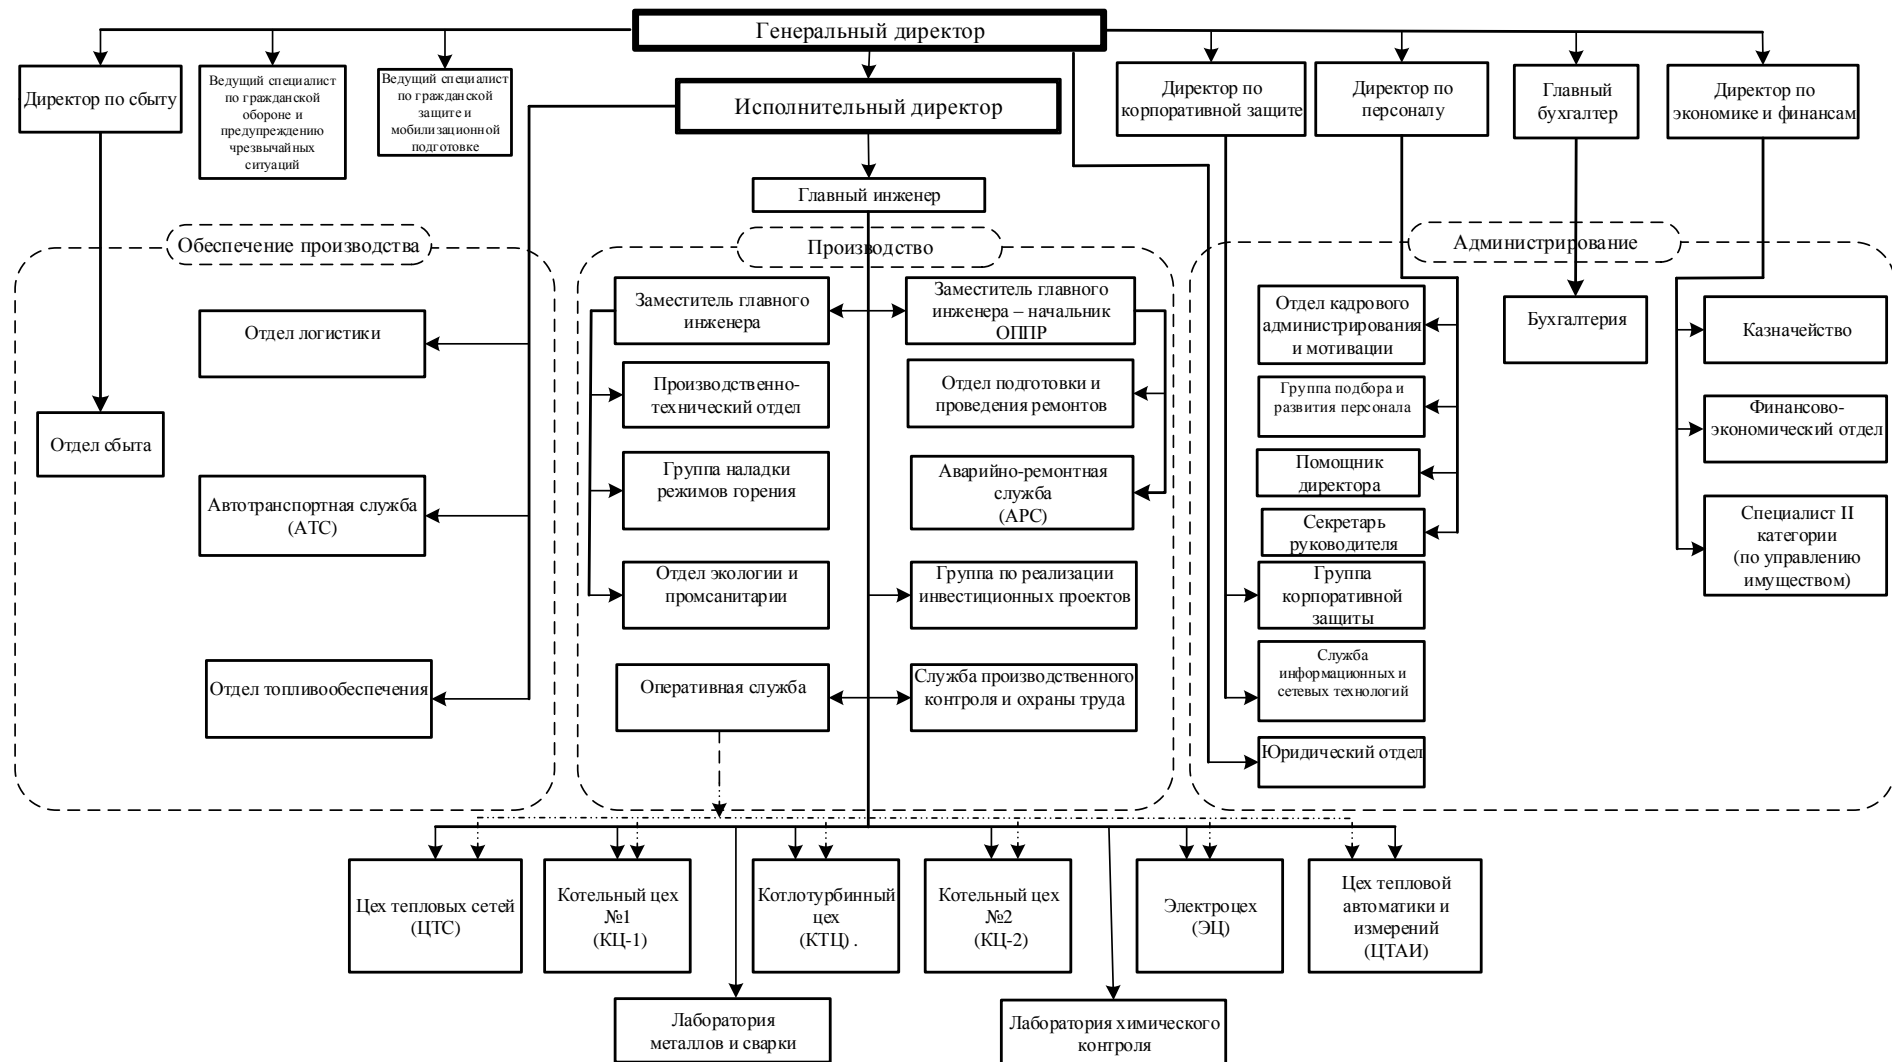 Генеральный директор
Директор по сбыту
Ведущий специалист
по гражданской
обороне и
предупреждению
чрезвычайных
ситуаций
Ведущий специалист
по гражданской
защите и
мобилизационной
подготовке
Исполнительный директор
Директор по
корпоративной защите
Директор по
персоналу
Главный
бухгалтер
Директор по
экономике и финансам
Главный инженер
Обеспечение производства
Производство
Администрирование
Отдел логистики
Отдел сбыта
Автотранспортная служба
(АТС)
Отдел топливообеспечения
Заместитель главного
инженера
Заместитель главного
инженера – начальник
ОППР
Производственно-
технический отдел
Отдел подготовки и
проведения ремонтов
Группа наладки
режимов горения
Аварийно-ремонтная
служба
(АРС)
Отдел экологии и
промсанитарии
Группа по реализации
инвестиционных проектов
Оперативная служба
Служба производственного
контроля и охраны труда
Отдел кадрового
администрирования
и мотивации
Группа подбора и
развития персонала
Помощник
директора
Секретарь
руководителя
Группа
корпоративной
защиты
Служба
информационных и
сетевых технологий
Юридический отдел
Бухгалтерия
Казначейство
Финансово-
экономический отдел
Специалист II
категории
(по управлению
имуществом)
Цех тепловых сетей
(ЦТС)
Котельный цех
№1
(КЦ-1)
Котлотурбинный
цех
(КТЦ) .
Котельный цех
№2
(КЦ-2)
Электроцех
(ЭЦ)
Цех тепловой
автоматики и
измерений
(ЦТАИ)
Лаборатория
металлов и сварки
Лаборатория химического
контроля